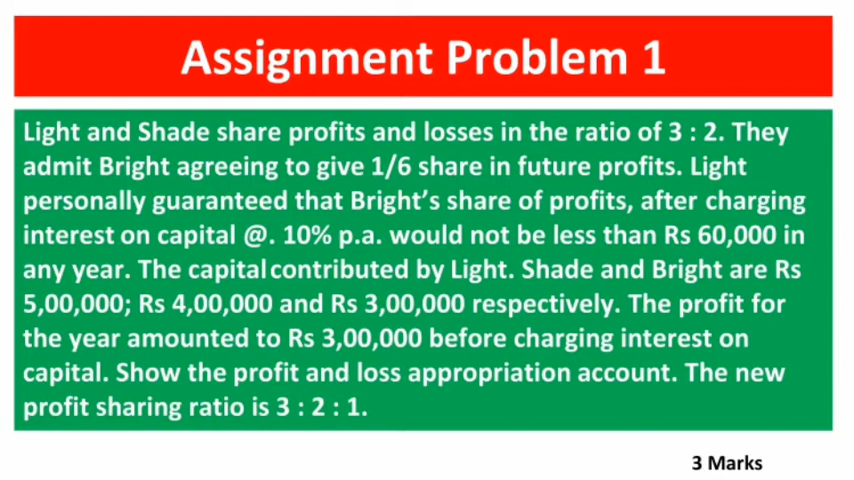 Assignment Problem 1
Light and Shade share profits and losses in the ratio of 3 : 2. They
admit Bright agreeing to give 1/6 share in future profits. Light
personally guaranteed that Bright's share of profits, after charging
interest on capital @. 10% p.a. would not be less than Rs 60,000 in
any year. The capital contributed by Light. Shade and Bright are Rs
5,00,000; Rs 4,00,000 and Rs 3,00,000 respectively. The profit for
the year amounted to Rs 3,00,000 before charging interest on
capital. Show the profit and loss appropriation account. The new
profit sharing ratio is 3 : 2 : 1.
3 Marks